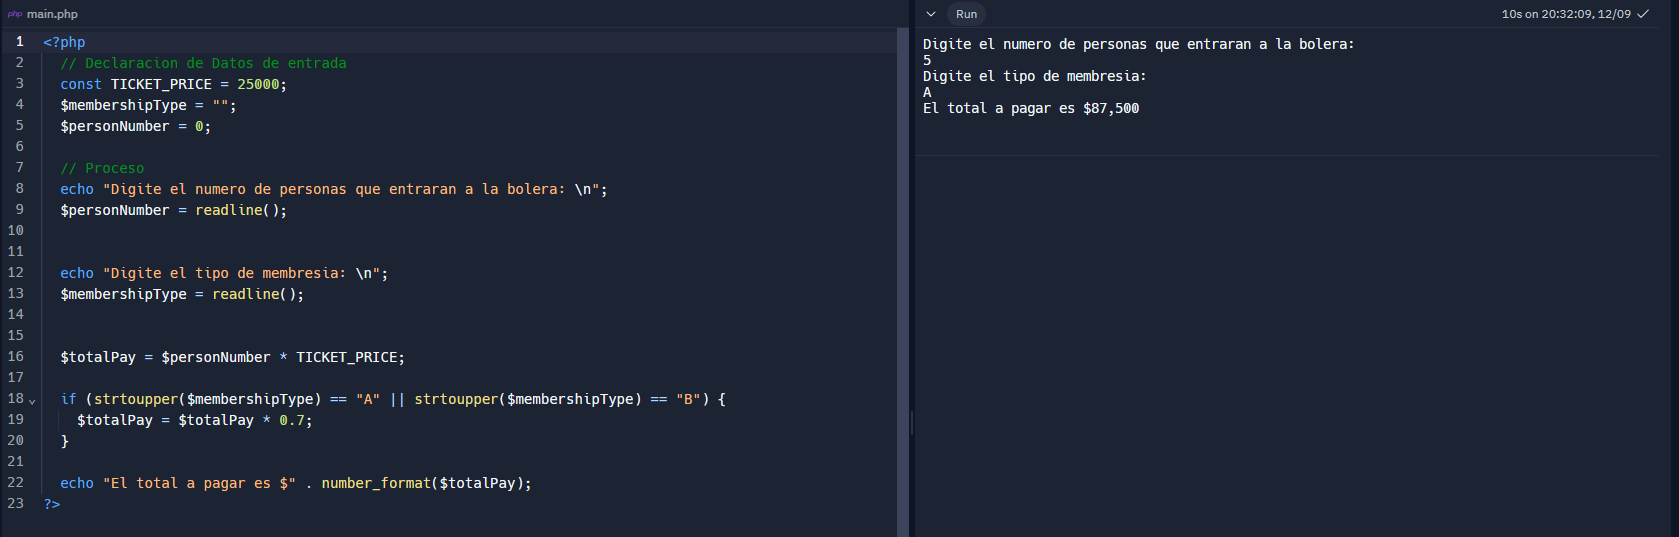 php main.php
1 <?php
2 // Declaracion de Datos de entrada
3 const TICKET_PRICE = 25000;
4 $membershipType = "";
5 $personNumber = 0;
6
7 // Proceso
8 echo "Digite el numero de personas que entraran a la bolera: \n";
9 $personNumber = readline();
10
11
12 echo "Digite el tipo de membresia: \n";
13 $membershipType = readline();
14
15
16 $totalPay = $personNumber * TICKET_PRICE;
17
18 if (strtoupper($membershipType) == "A" || strtoupper($membershipType) == "B") {
19 $totalPay = $totalPay * 0.7;
20 }
21
22 echo "El total a pagar es $" . number_format($totalPay);
23 ?>
Run 10s on 20:32:09, 12/09
Digite el numero de personas que entraran a la bolera:
5
Digite el tipo de membresia:
A
El total a pagar es $87,500